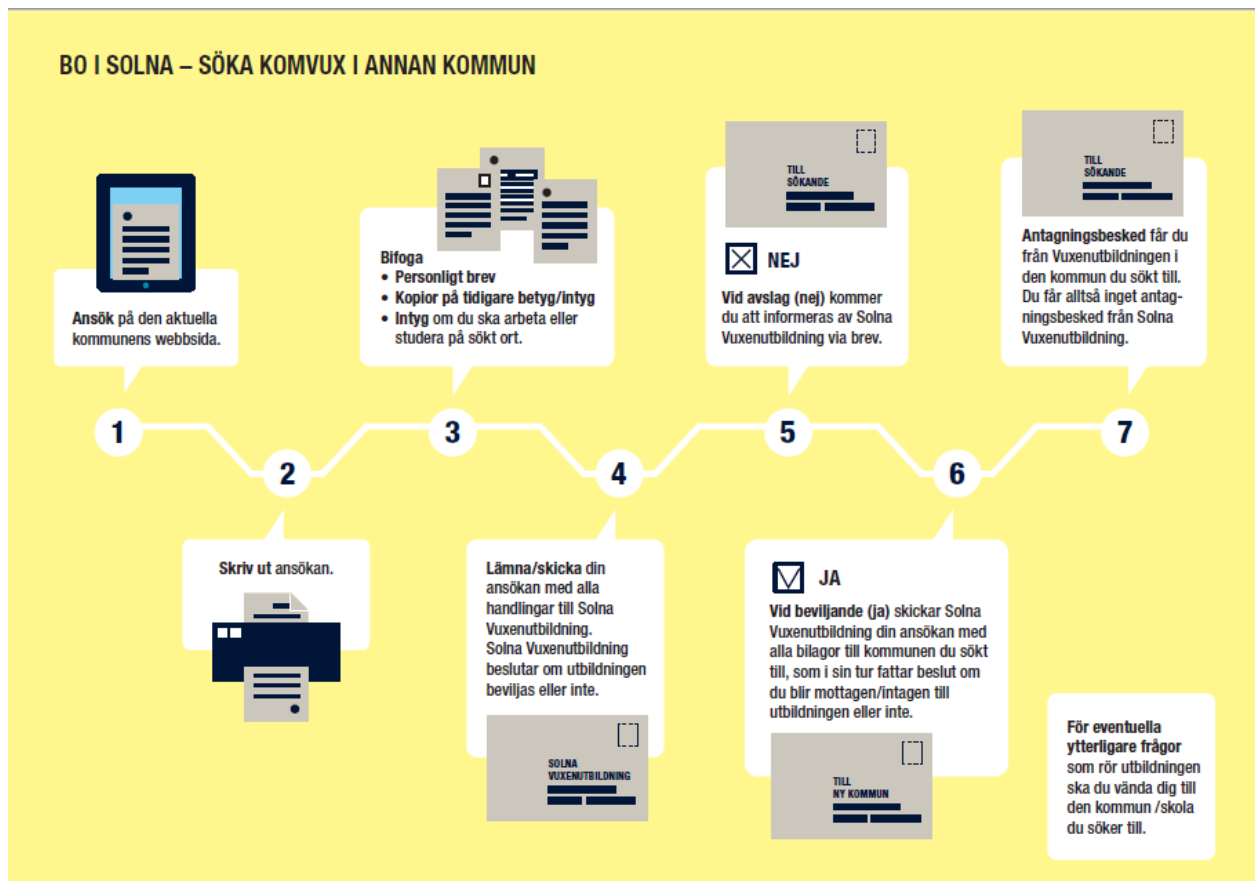 BO I SOLNA – SÖKA KOMVUX I ANNAN KOMMUN
Ansök på den aktuella
kommunens webbsida.
1
2
Skriv ut ansökan.
Bifoga
• Personligt brev
• Kopior på tidigare betyg/intyg
• Intyg om du ska arbeta eller
studera på sökt ort.
3
4
Lämna/skicka din
ansökan med alla
handlingar till Solna
Vuxenutbildning.
Solna Vuxenutbildning
beslutar om utbildningen
beviljas eller inte.
SOLNA
VUXENUTBILDNING
TILL
SÖKANDE
NEJ
Vid avslag (nej) kommer
du att informeras av Solna
Vuxenutbildning via brev.
5
6
JA
Vid beviljande (ja) skickar Solna
Vuxenutbildning din ansökan med
alla bilagor till kommunen du sökt
till, som i sin tur fattar beslut om
du blir mottagen/intagen till
utbildningen eller inte.
TILL
NY KOMMUN
TILL
SÖKANDE
Antagningsbesked får du
från Vuxenutbildningen i
den kommun du sökt till.
Du får alltså inget antag-
ningsbesked från Solna
Vuxenutbildning.
7
För eventuella
ytterligare frågor
som rör utbildningen
ska du vända dig till
den kommun /skola
du söker till.